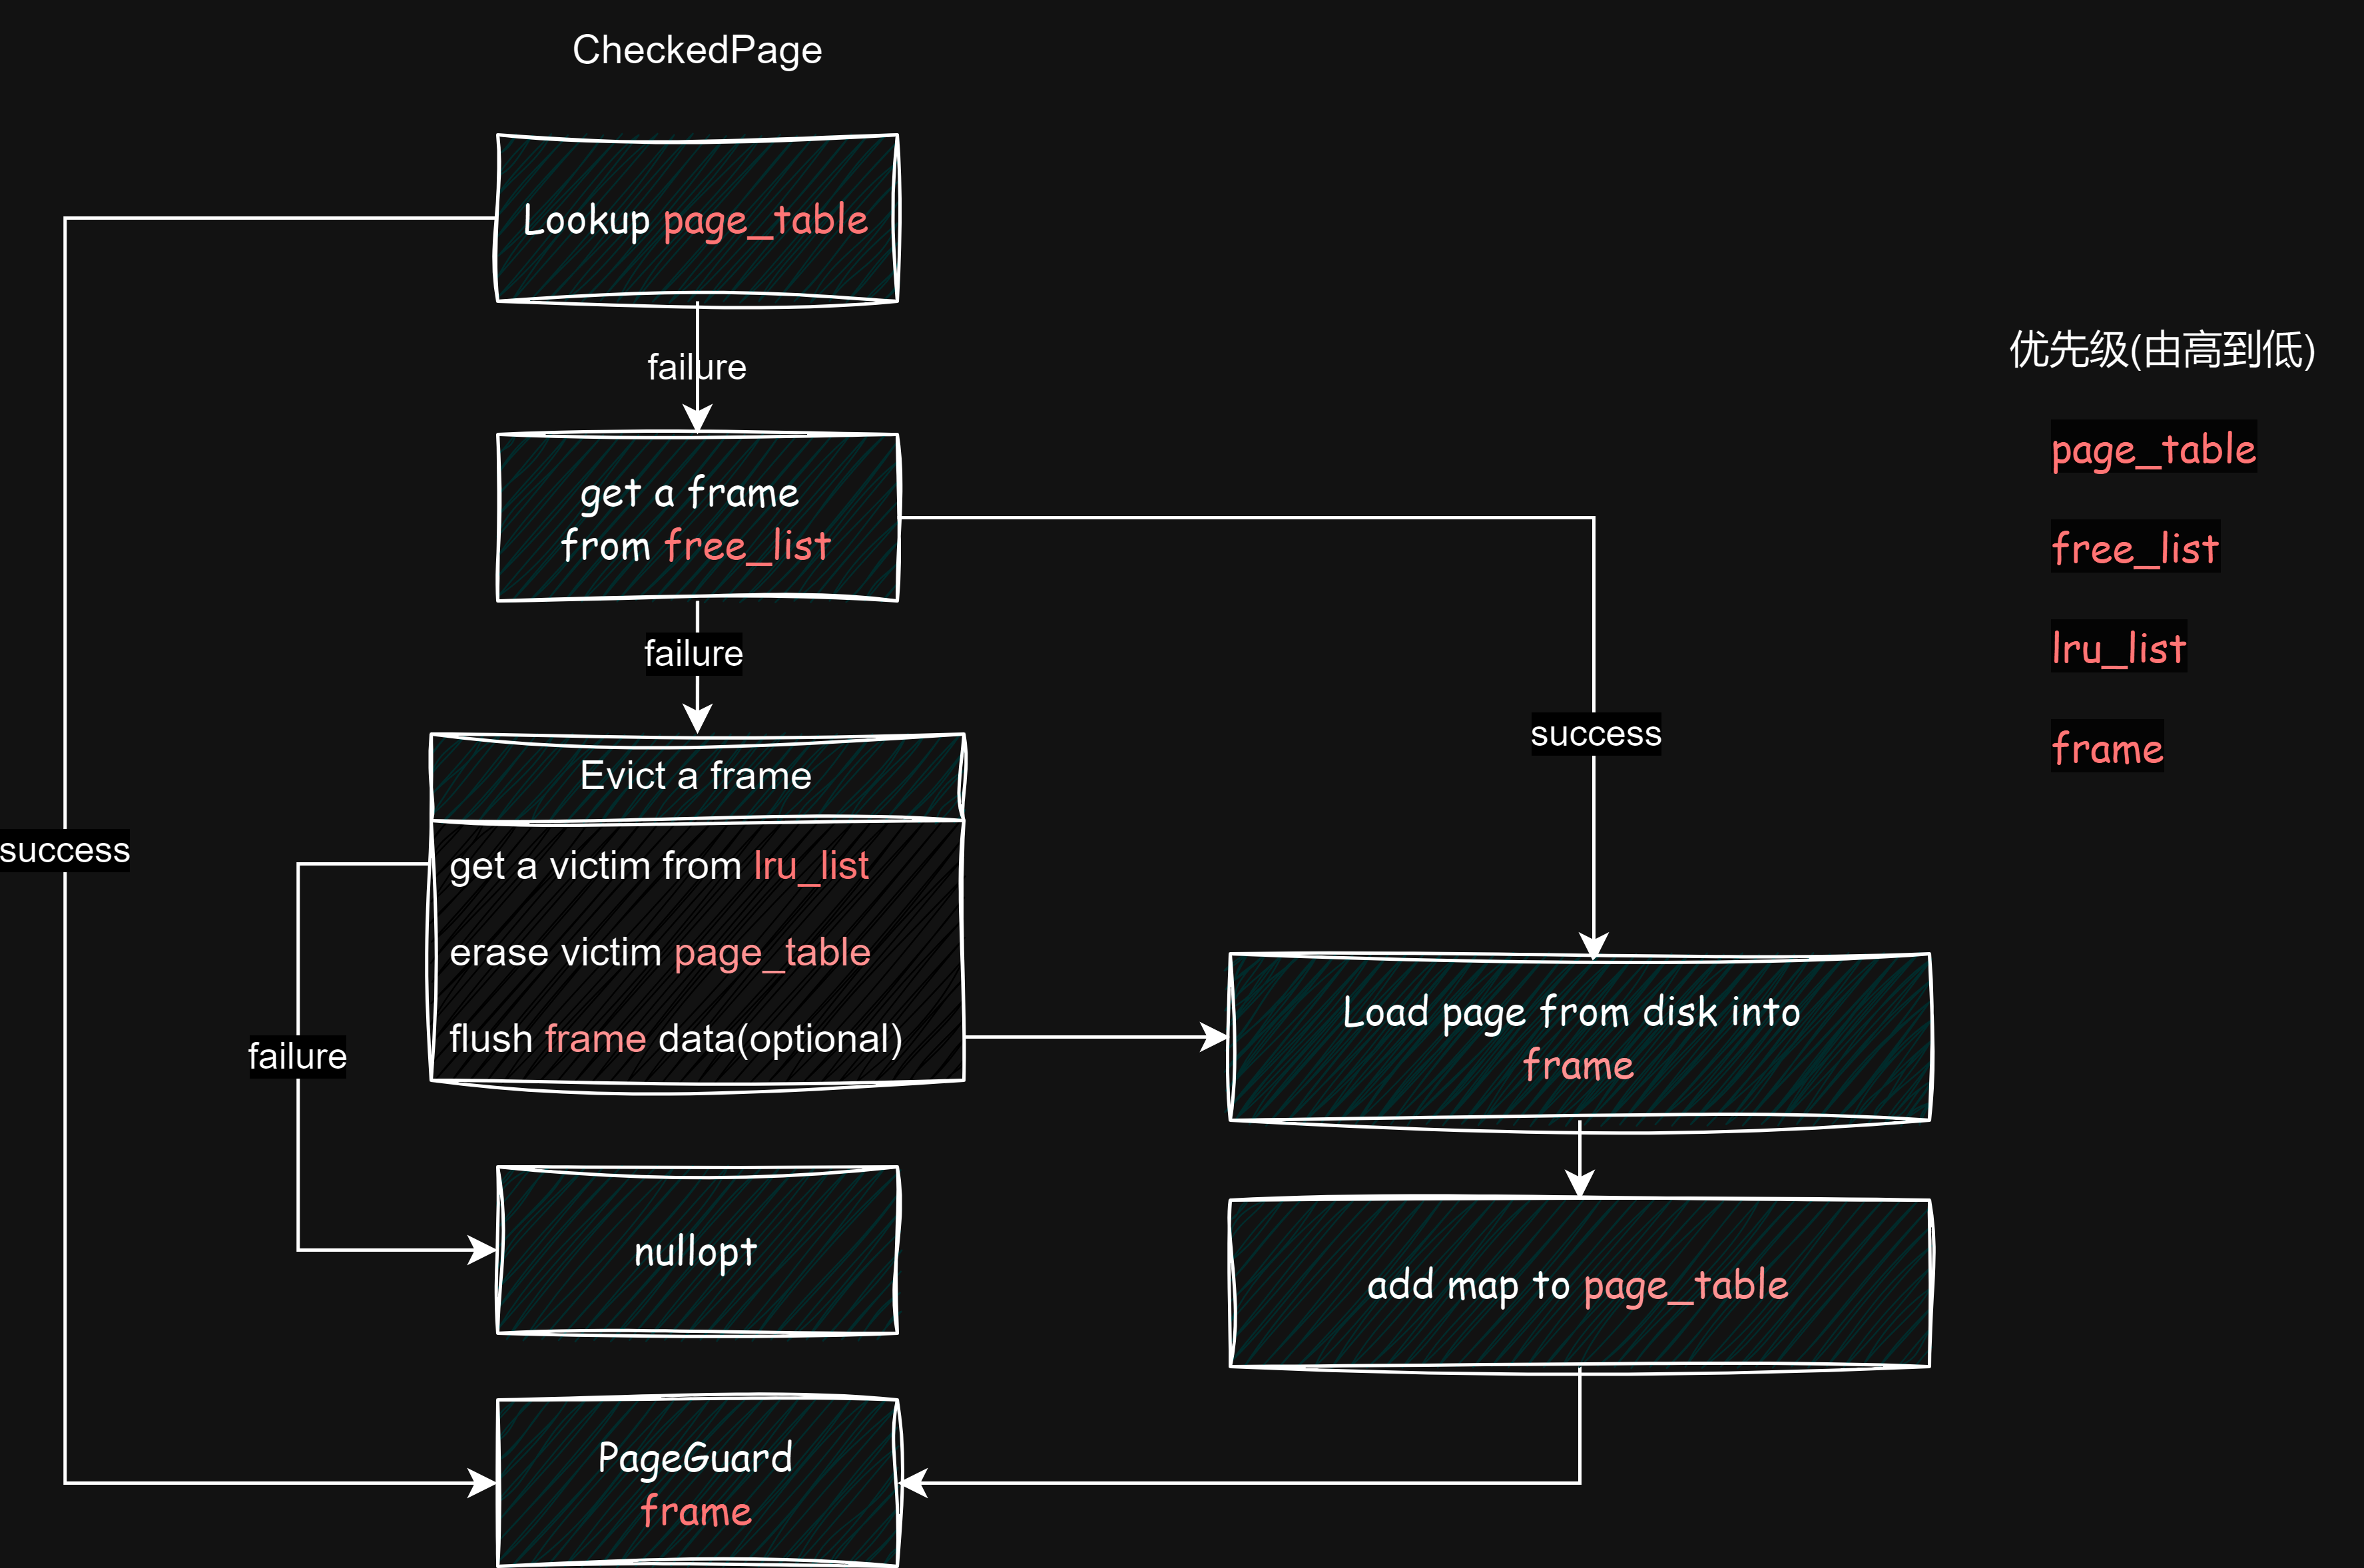 CheckedPage
Lookup page_table
failure
get a frame
from free_list
failure
success
Evict a frame
get a victim from lru_list
erase victim page_table
flush frame data(optional)
success
failure
Load page from disk into
frame
nullopt
add map to page_table
PageGuard
frame
优先级(由高到低)
page_table
free_list
lru_list
frame